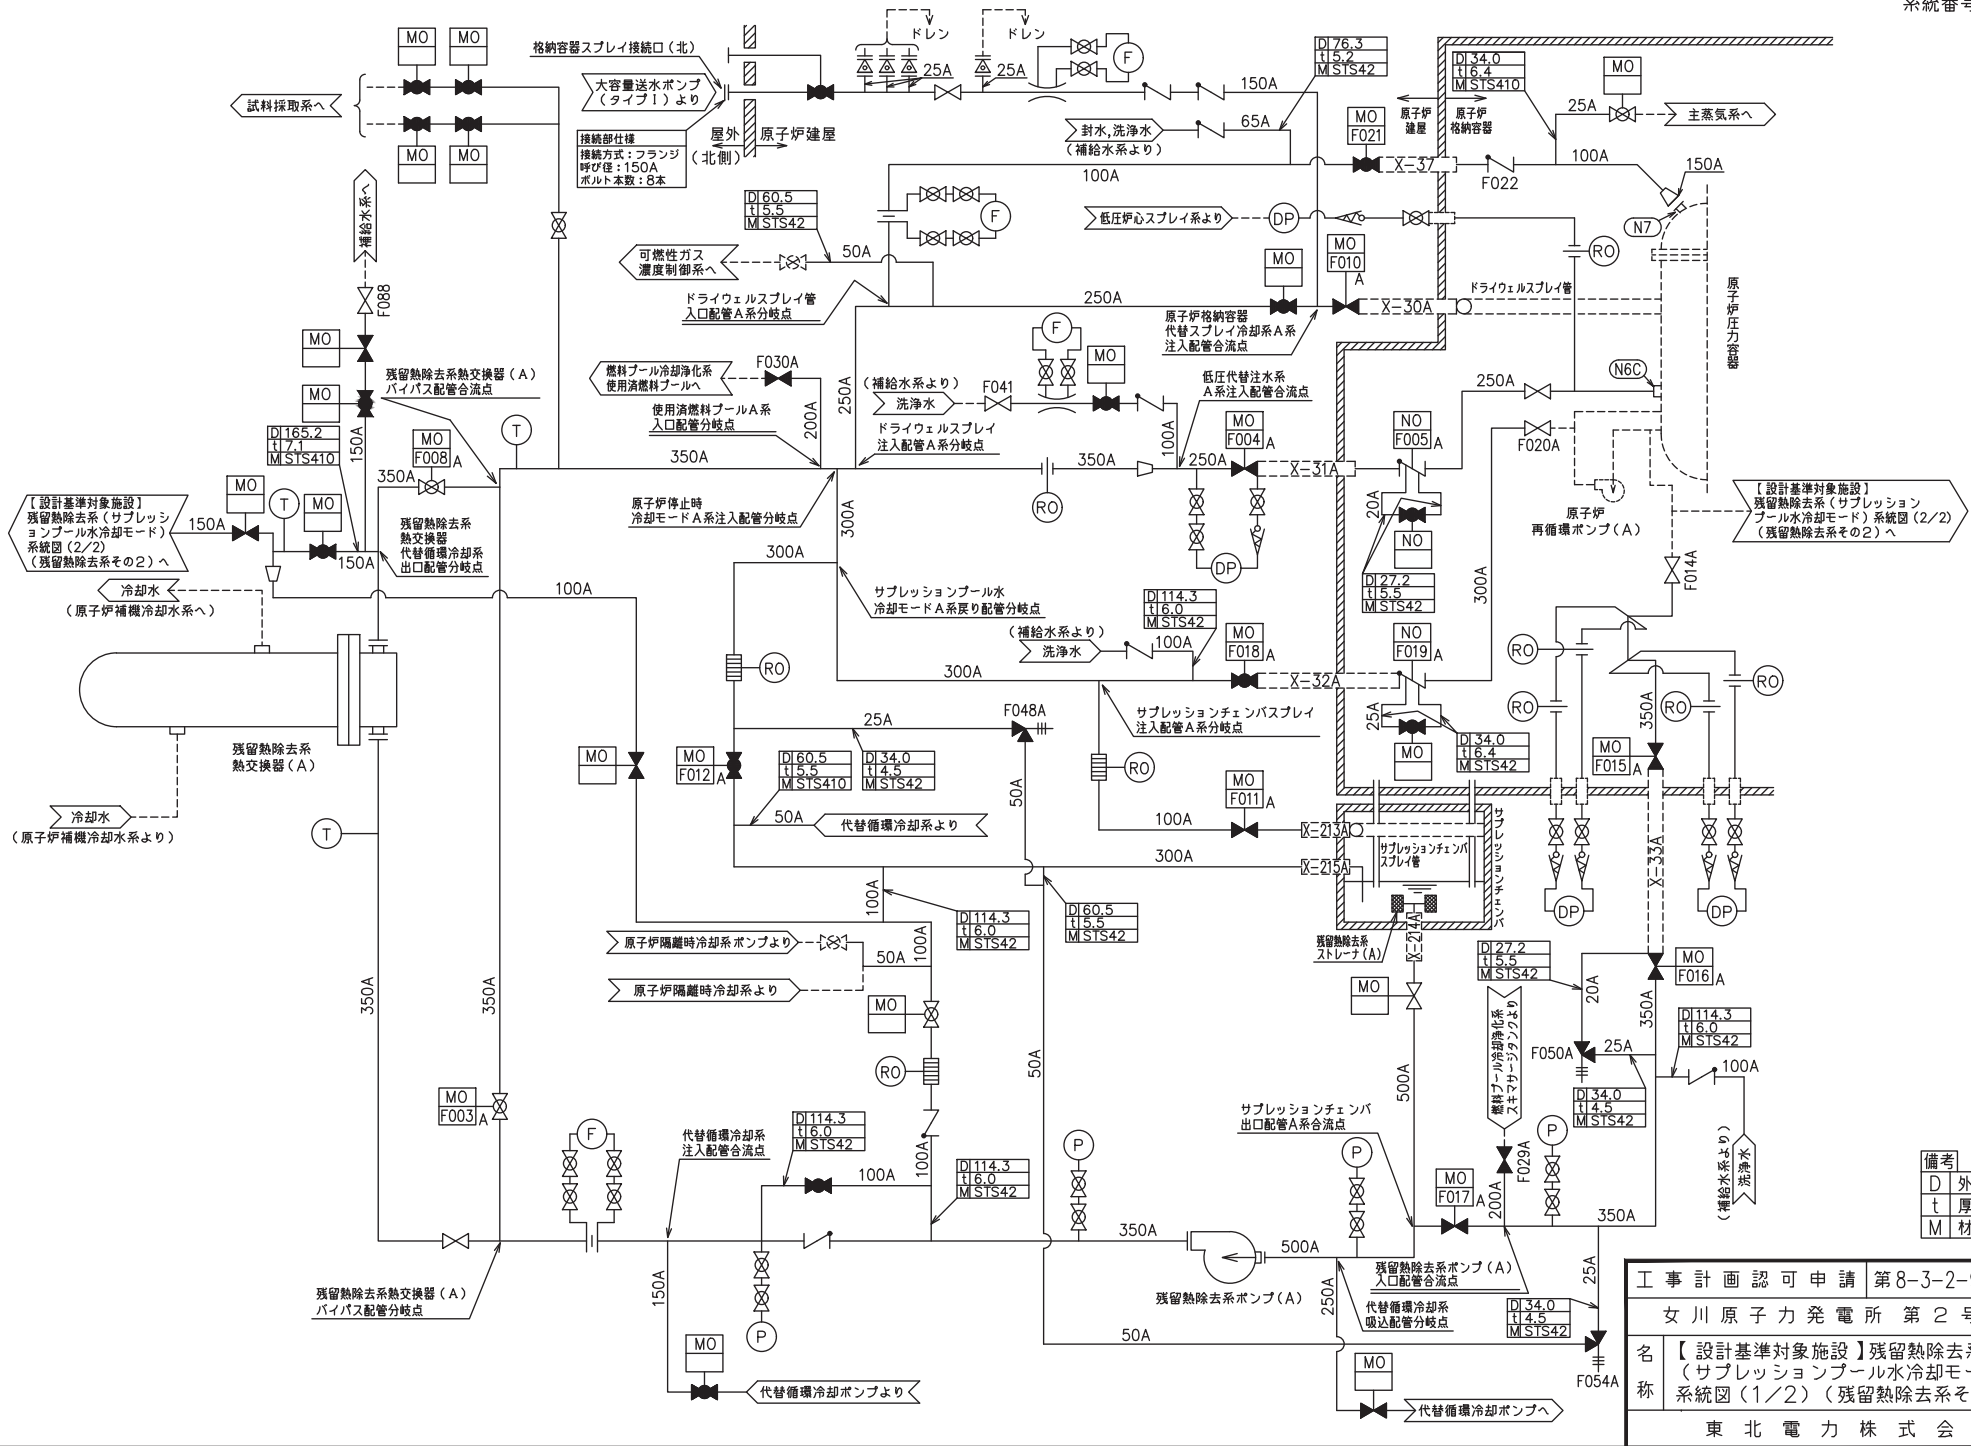 系統番号
MO
MO
試料採取系へ
MO
MO
格納容器スプレイ接続口(北)
大容量送水ポンプ
(タイプⅠ)より
接続部仕様
接続方式:フランジ
呼び径:150A
ボルト本数:8本
屋外
(北側)
原子炉建屋
ドレン
ドレン
25A
25A
F
D 76.3
t 5.2
M STS42
150A
封水,洗浄水
(補給水系より)
65A
100A
MO
F021
原子炉
建屋
原子炉
格納容器
X-37
D 34.0
t 6.4
M STS410
MO
25A
主蒸気系へ
100A
F022
150A
N7
D 60.5
t 5.5
M STS42
F
低圧炉心スプレイ系より
DP
RO
可燃性ガス
濃度制御系へ
50A
ドライウェルスプレイ管
入口配管A系分岐点
250A
MO
MO
F010
A
X-30A
ドライウェルスプレイ管
原子炉圧力容器
原子炉格納容器
代替スプレイ冷却系A系
注入配管合流点
補給水系へ
F088
MO
MO
150A
残留熱除去系熱交換器(A)
バイパス配管合流点
D 165.2
t 7.1
M STS410
MO
F008
A
350A
T
350A
燃料プール冷却浄化系
使用済燃料プールへ
F030A
使用済燃料プールA系
入口配管分岐点
200A
250A
(補給水系より)
洗浄水
F041
F
MO
ドライウェルスプレイ
注入配管A系分岐点
低圧代替注水系
A系注入配管合流点
100A
350A
RO
250A
MO
F004
A
X-31A
NO
F005
A
250A
N6C
F020A
20A
NO
D 27.2
t 5.5
M STS42
DP
原子炉
再循環ポンプ(A)
【設計基準対象施設】
残留熱除去系(サプレッション
プール水冷却モード)系統図(2/2)
(残留熱除去系その2)へ
F014A
300A
【設計基準対象施設】
残留熱除去系(サプレッシ
ョンプール水冷却モード)
系統図(2/2)
(残留熱除去系その2)へ
150A
MO
T
MO
150A
残留熱除去系
熱交換器
代替循環冷却系
出口配管分岐点
冷却水
(原子炉補機冷却水系へ)
100A
原子炉停止時
冷却モードA系注入配管分岐点
300A
300A
サプレッションプール水
冷却モードA系戻り配管分岐点
(補給水系より)
洗浄水
100A
D 114.3
t 6.0
M STS42
MO
F018
A
X-32A
NO
F019
A
25A
MO
D 34.0
t 6.4
M STS42
300A
サプレッションチェンバスプレイ
注入配管A系分岐点
RO
RO
RO
RO
RO
RO
350A
MO
F015
A
X-33A
DP
DP
残留熱除去系
熱交換器(A)
冷却水
(原子炉補機冷却水系より)
T
MO
MO
F012
A
25A
F048A
D 60.5
t 5.5
M STS410
D 34.0
t 4.5
M STS42
50A
50A
代替循環冷却系より
MO
F011
A
100A
X-213A
300A
X-215A
サプレッションチェンバ
スプレイ管
サプレッションチェンバ
残留熱除去系
ストレーナ(A)
X-214A
100A
D 114.3
t 6.0
M STS42
D 60.5
t 5.5
M STS42
原子炉隔離時冷却系ポンプより
50A
100A
原子炉隔離時冷却系より
MO
RO
350A
350A
50A
MO
500A
D 27.2
t 5.5
M STS42
20A
MO
F016
A
350A
D 114.3
t 6.0
M STS42
100A
F050A
25A
D 34.0
t 4.5
M STS42
燃料プール冷却浄化系
スキマサージタンクより
F029A
200A
洗浄水
(補給水系より)
MO
F003
A
F
代替循環冷却系
注入配管合流点
D 114.3
t 6.0
M STS42
100A
100A
D 114.3
t 6.0
M STS42
P
350A
サプレッションチェンバ
出口配管A系合流点
P
MO
F017
A
P
350A
500A
残留熱除去系ポンプ(A)
残留熱除去系ポンプ(A)
入口配管合流点
代替循環冷却系
吸込配管分岐点
250A
25A
D 34.0
t 4.5
M STS42
F054A
50A
残留熱除去系熱交換器(A)
バイパス配管分岐点
150A
P
MO
代替循環冷却ポンプより
MO
代替循環冷却ポンプへ
備考
D
t
M
工事計画認可申請 第8-3-2-
女川原子力発電所 第2号
名称
【設計基準対象施設】残留熱除去系
(サプレッションプール水冷却モー
系統図(1/2)(残留熱除去系そ
東北電力株式会